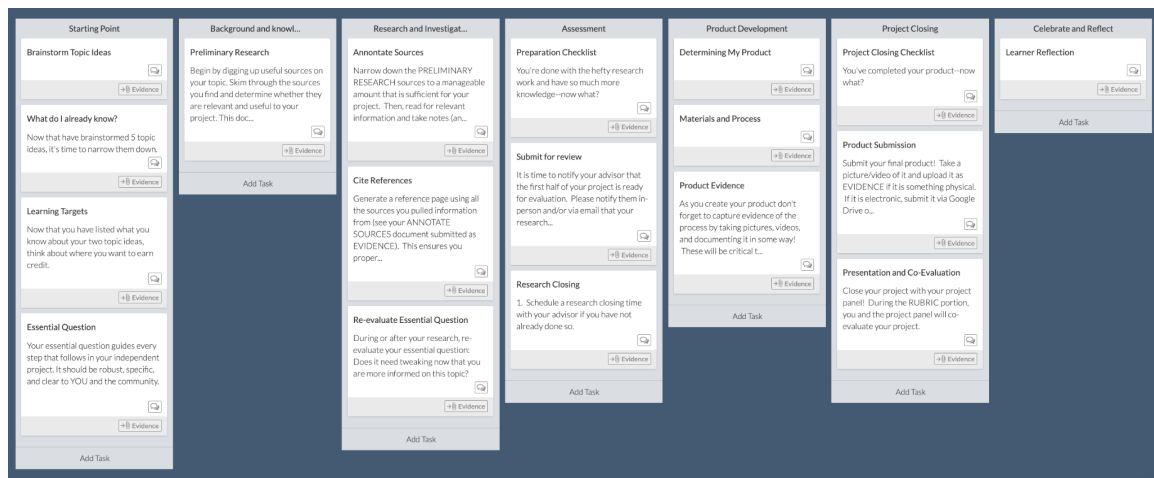 Starting Point
Brainstorm Topic Ideas
Evidence
What do I already know?
Now that have brainstormed 5 topic
ideas, it's time to narrow them down.
Evidence
Learning Targets
Now that you have listed what you
know about your two topic ideas,
think about where you want to earn
credit.
Evidence
Essential Question
Your essential question guides every
step that follows in your independent
project. It should be robust, specific,
and clear to YOU and the community.
Evidence
Add Task
Background and knowl...
Preliminary Research
Begin by digging up useful sources on
your topic. Skim through the sources
you find and determine whether they
are relevant and useful to your
project. This doc...
Evidence
Add Task
Research and Investigat...
Annontate Sources
Narrow down the PRELIMINARY
RESEARCH sources to a manageable
amount that is sufficient for your
project. Then, read for relevant
information and take notes (an...
Evidence
Cite References
Generate a reference page using all
the sources you pulled information
from (see your ANNOTATE
SOURCES document submitted as
EVIDENCE). This ensures you
proper...
Evidence
Re-evaluate Essential Question
During or after your research, re-
evaluate your essential question:
Does it need tweaking now that you
are more informed on this topic?
Evidence
Add Task
Assessment
Preparation Checklist
You're done with the hefty research
work and have so much more
knowledge--now what?
Evidence
Submit for review
It is time to notify your advisor that
the first half of your project is ready
for evaluation. Please notify them in-
person and/or via email that your
research...
Evidence
Research Closing
1. Schedule a research closing time
with your advisor if you have not
already done so.
Evidence
Add Task
Product Development
Determining My Product
Evidence
Materials and Process
Evidence
Product Evidence
As you create your product don't
forget to capture evidence of the
process by taking pictures, videos,
and documenting it in some way!
These will be critical t...
Evidence
Add Task
Project Closing
Project Closing Checklist
You've completed your product--now
what?
Evidence
Product Submission
Submit your final product! Take a
picture/video of it and upload it as
EVIDENCE if it is something physical.
If it is electronic, submit it via Google
Drive o...
Evidence
Presentation and Co-Evaluation
Close your project with your project
panel! During the RUBRIC portion,
you and the project panel will co-
evaluate your project.
Evidence
Add Task
Celebrate and Reflect
Learner Reflection
Evidence
Add Task